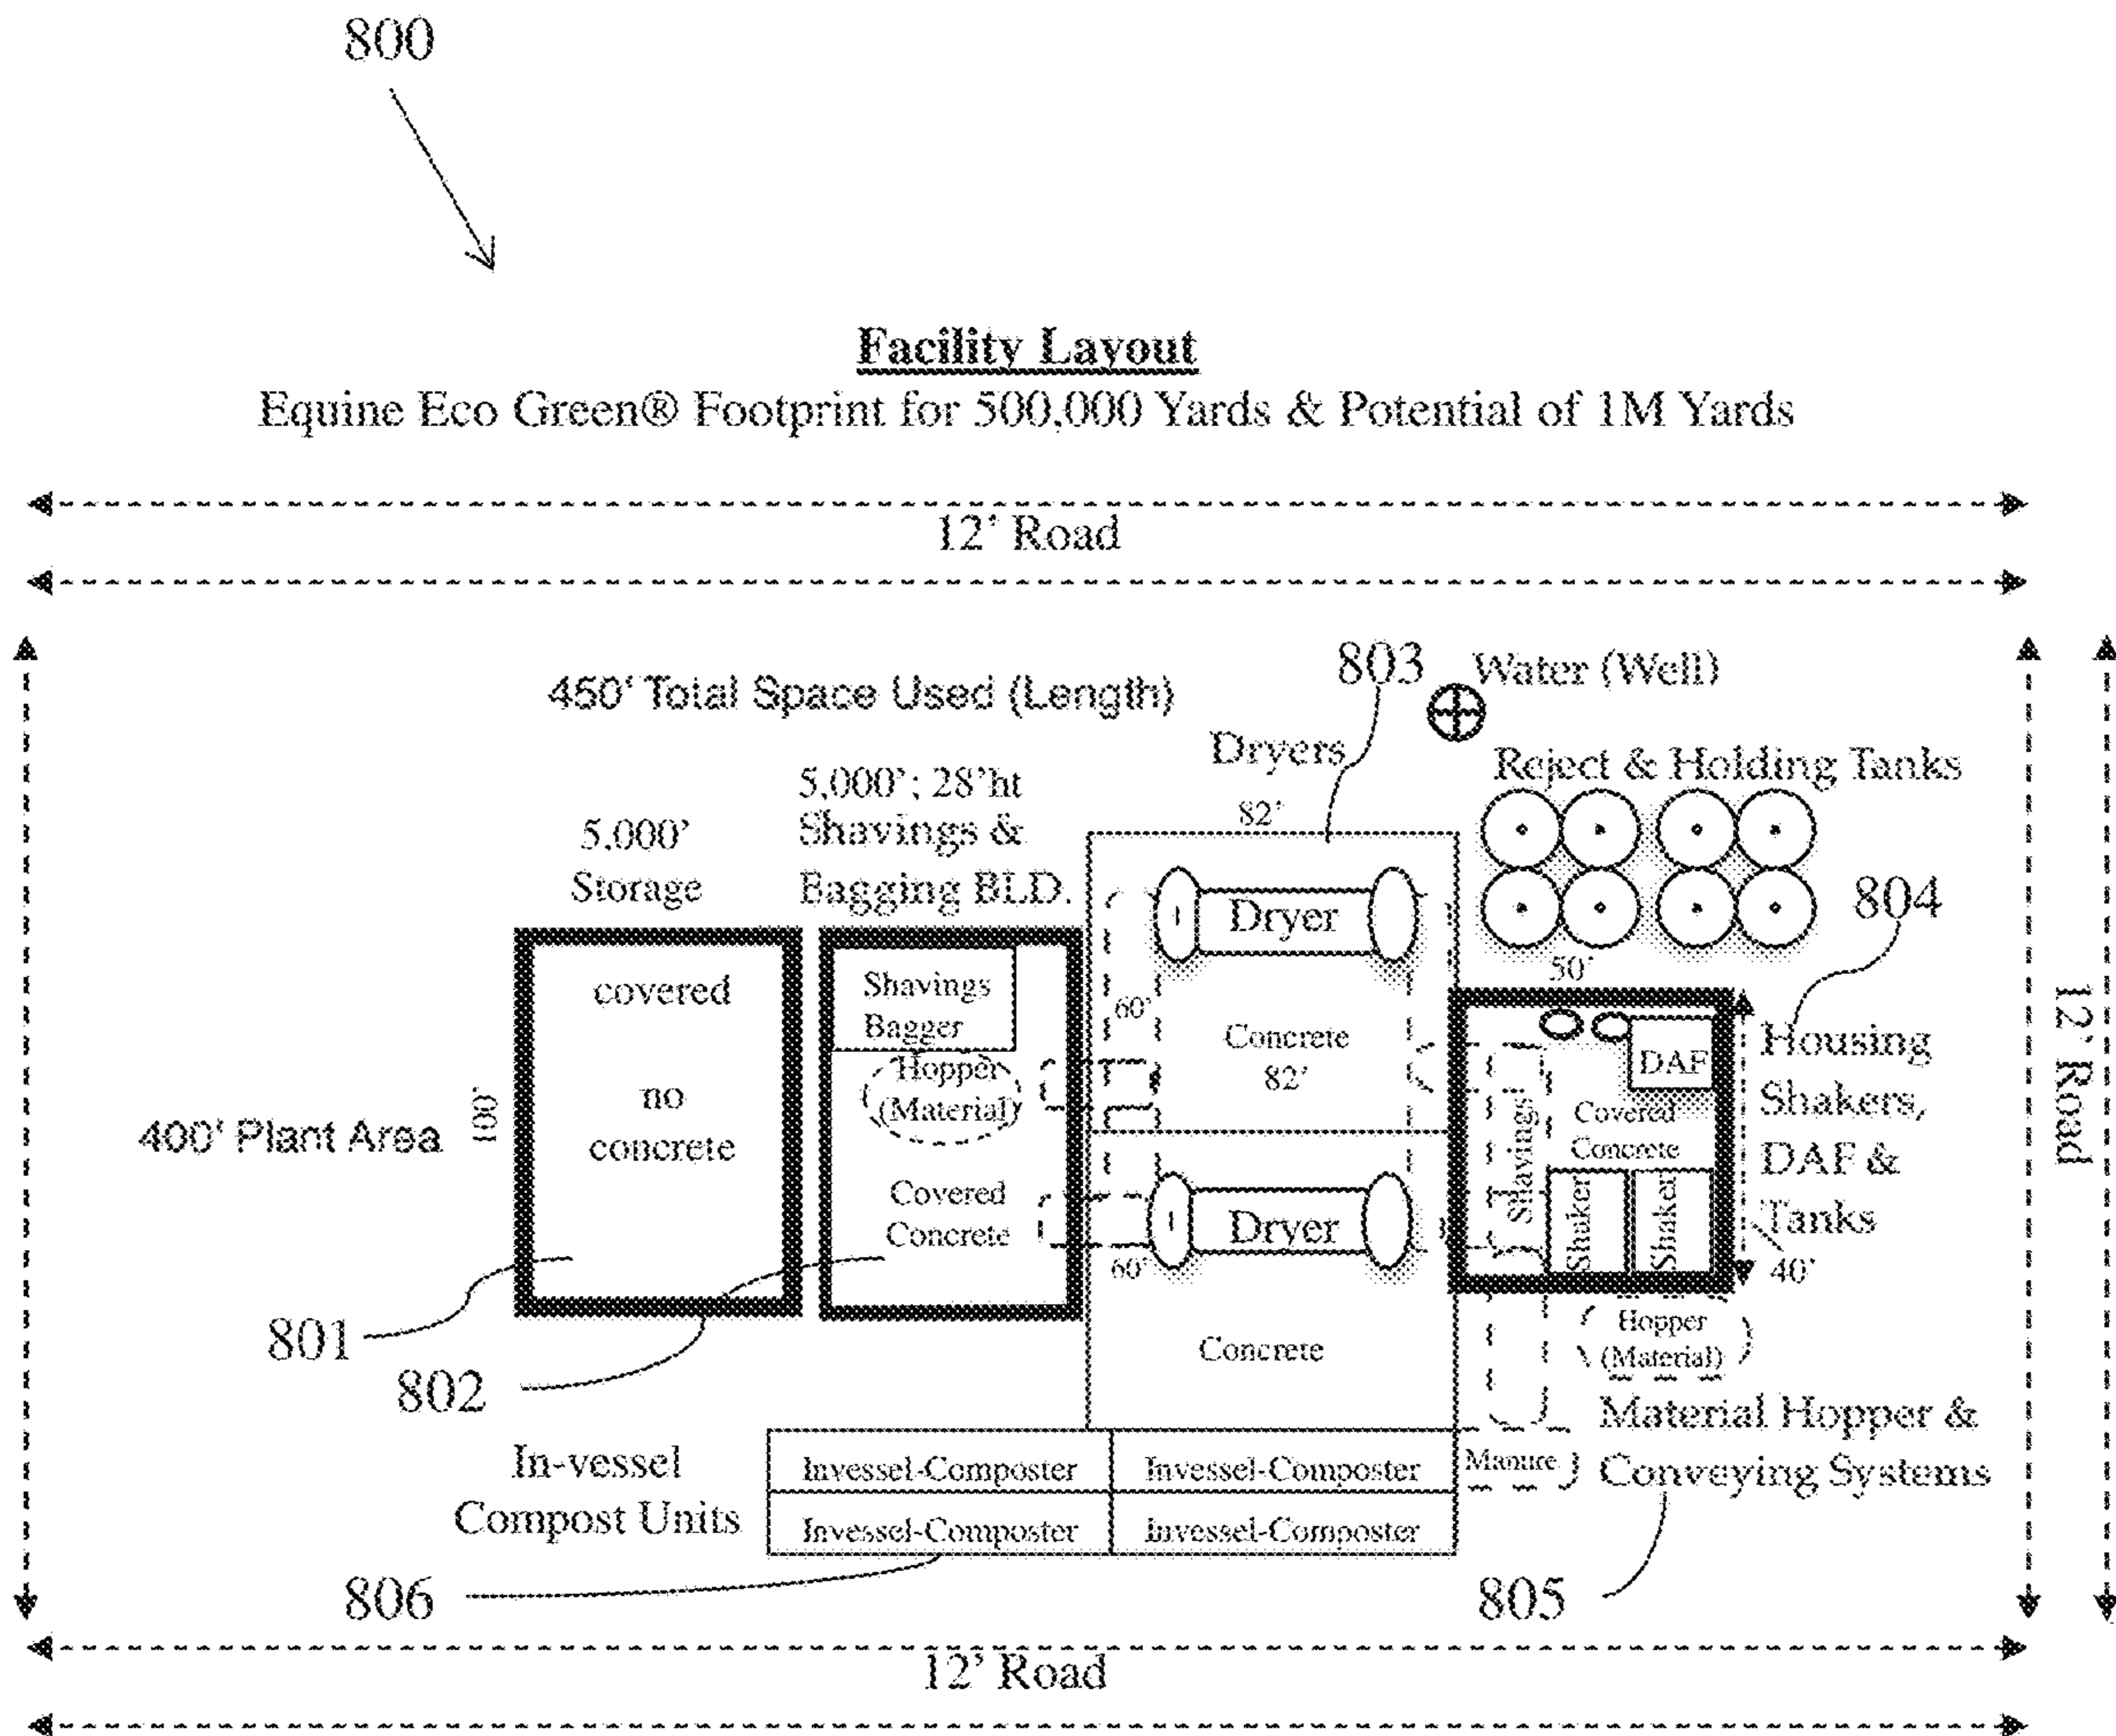 800
Facility Layout
Equine Eco Green® Footprint for 500,000 Yards & Potential of 1M Yards
12' Road
450' Total Space Used (Length)
803
Water (Well)
Dryers
82'
Reject & Holding Tanks
5,000'
Storage
5,000'; 28'ht
Shavings &
Bagging BLD.
804
50'
covered
no
concrete
Shavings
Bagger
Hopper
(Material)
Covered
Concrete
Dryer
60'
Concrete
82'
Dryer
60'
Concrete
DAF
Covered
Concrete
Shavings
Shaker
Shaker
Housing
Shakers,
DAF &
Tanks
40'
12' Road
400' Plant Area
100'
801
802
Hopper
(Material)
Material Hopper &
Conveying Systems
Manure
In-vessel
Compost Units
Invessel-Composter
Invessel-Composter
Invessel-Composter
Invessel-Composter
806
805
12' Road